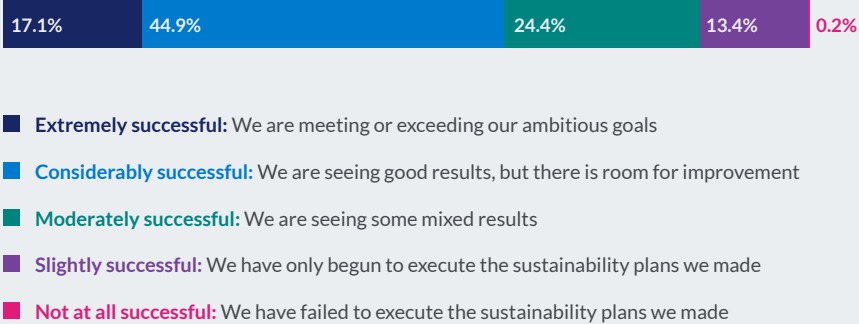 17.1% 44.9% 24.4% 13.4% 0.2%
Extremely successful: We are meeting or exceeding our ambitious goals
Considerably successful: We are seeing good results, but there is room for improvement
Moderately successful: We are seeing some mixed results
Slightly successful: We have only begun to execute the sustainability plans we made
Not at all successful: We have failed to execute the sustainability plans we made